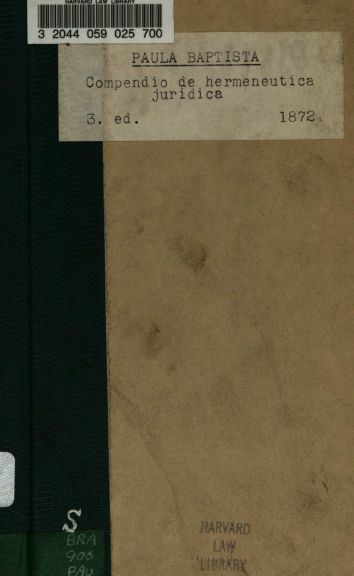 HARVARD LAW LIBRARY
3 2044 059 025 700
PAULA BAPTISTA
Compendio de hermeneutica
juridica
3. ed. 1872.
S
BRA
905
PAU
HARVARD
LAW
LIBRARY